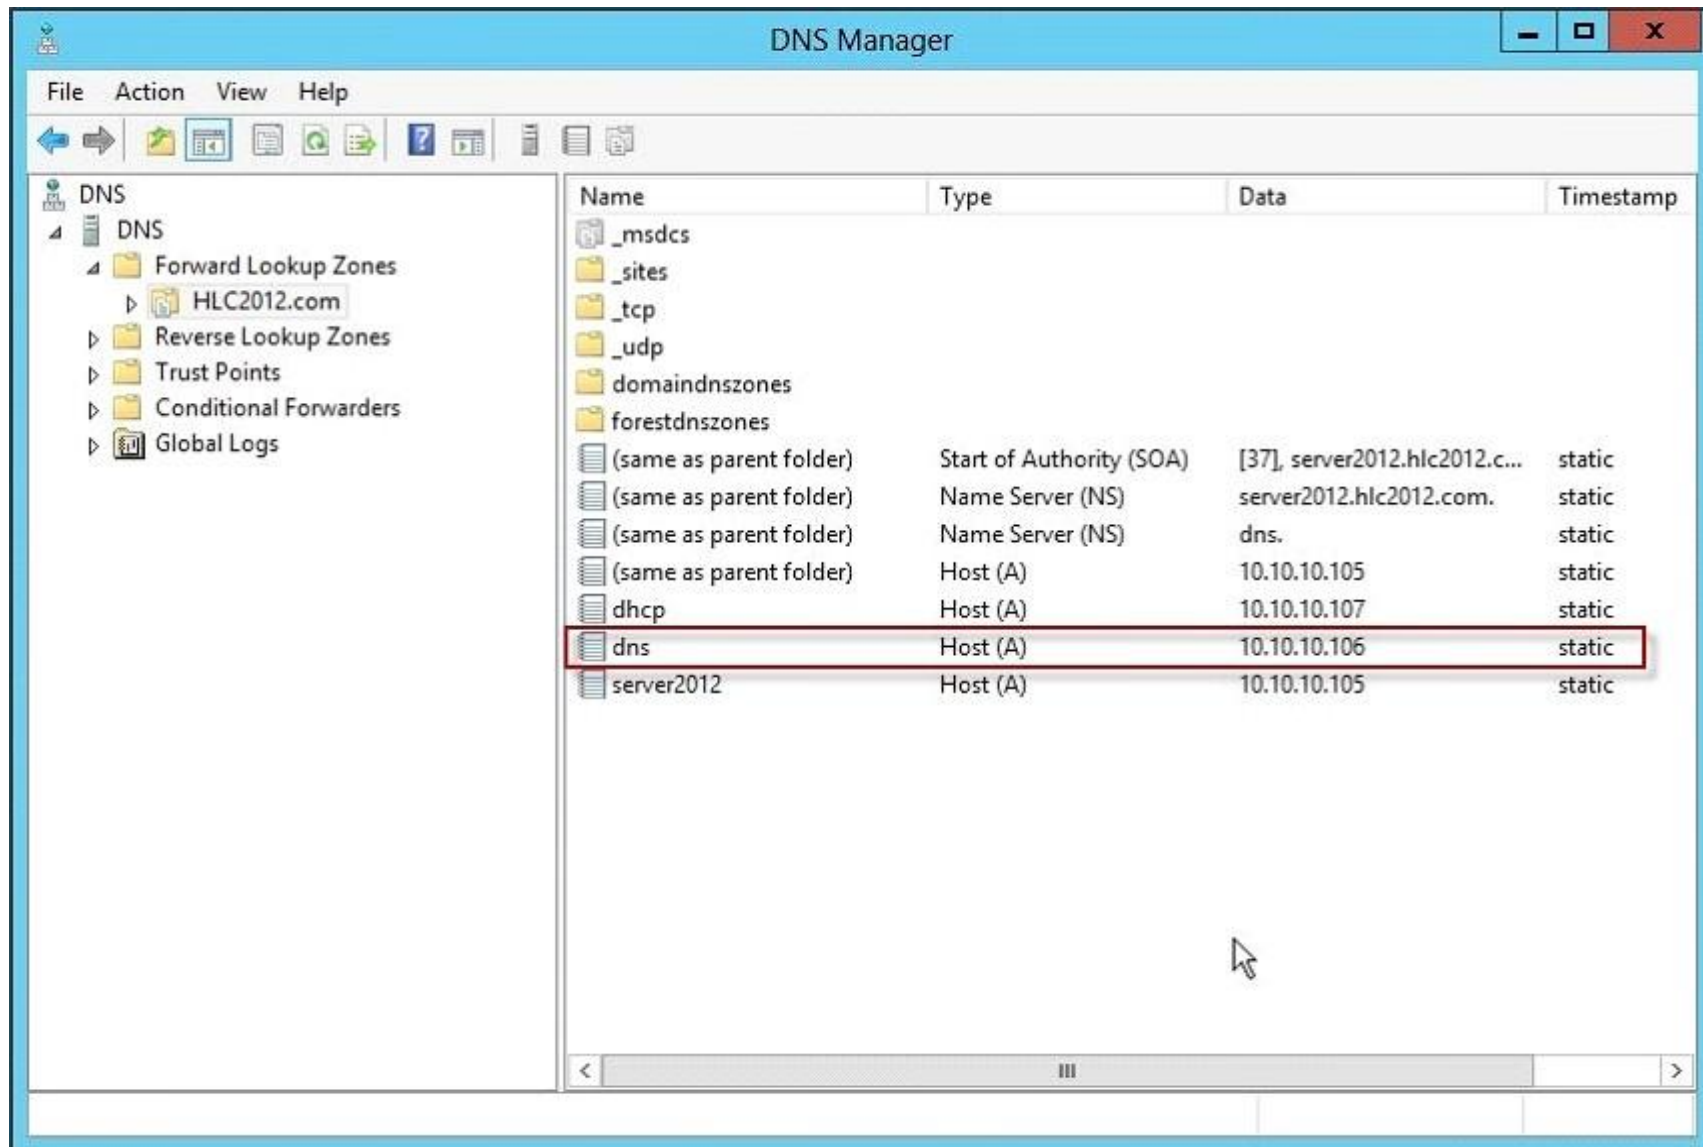 DNS Manager
File Action View Help
DNS
DNS
Forward Lookup Zones
HLC2012.com
Reverse Lookup Zones
Trust Points
Conditional Forwarders
Global Logs
Name Type Data Timestamp
_msdcs
_sites
_tcp
_udp
domaindnszones
forestdnszones
(same as parent folder) Start of Authority (SOA) [37], server2012.hlc2012.c... static
(same as parent folder) Name Server (NS) server2012.hlc2012.com. static
(same as parent folder) Name Server (NS) dns. static
(same as parent folder) Host (A) 10.10.10.105 static
dhcp Host (A) 10.10.10.107 static
dns Host (A) 10.10.10.106 static
server2012 Host (A) 10.10.10.105 static